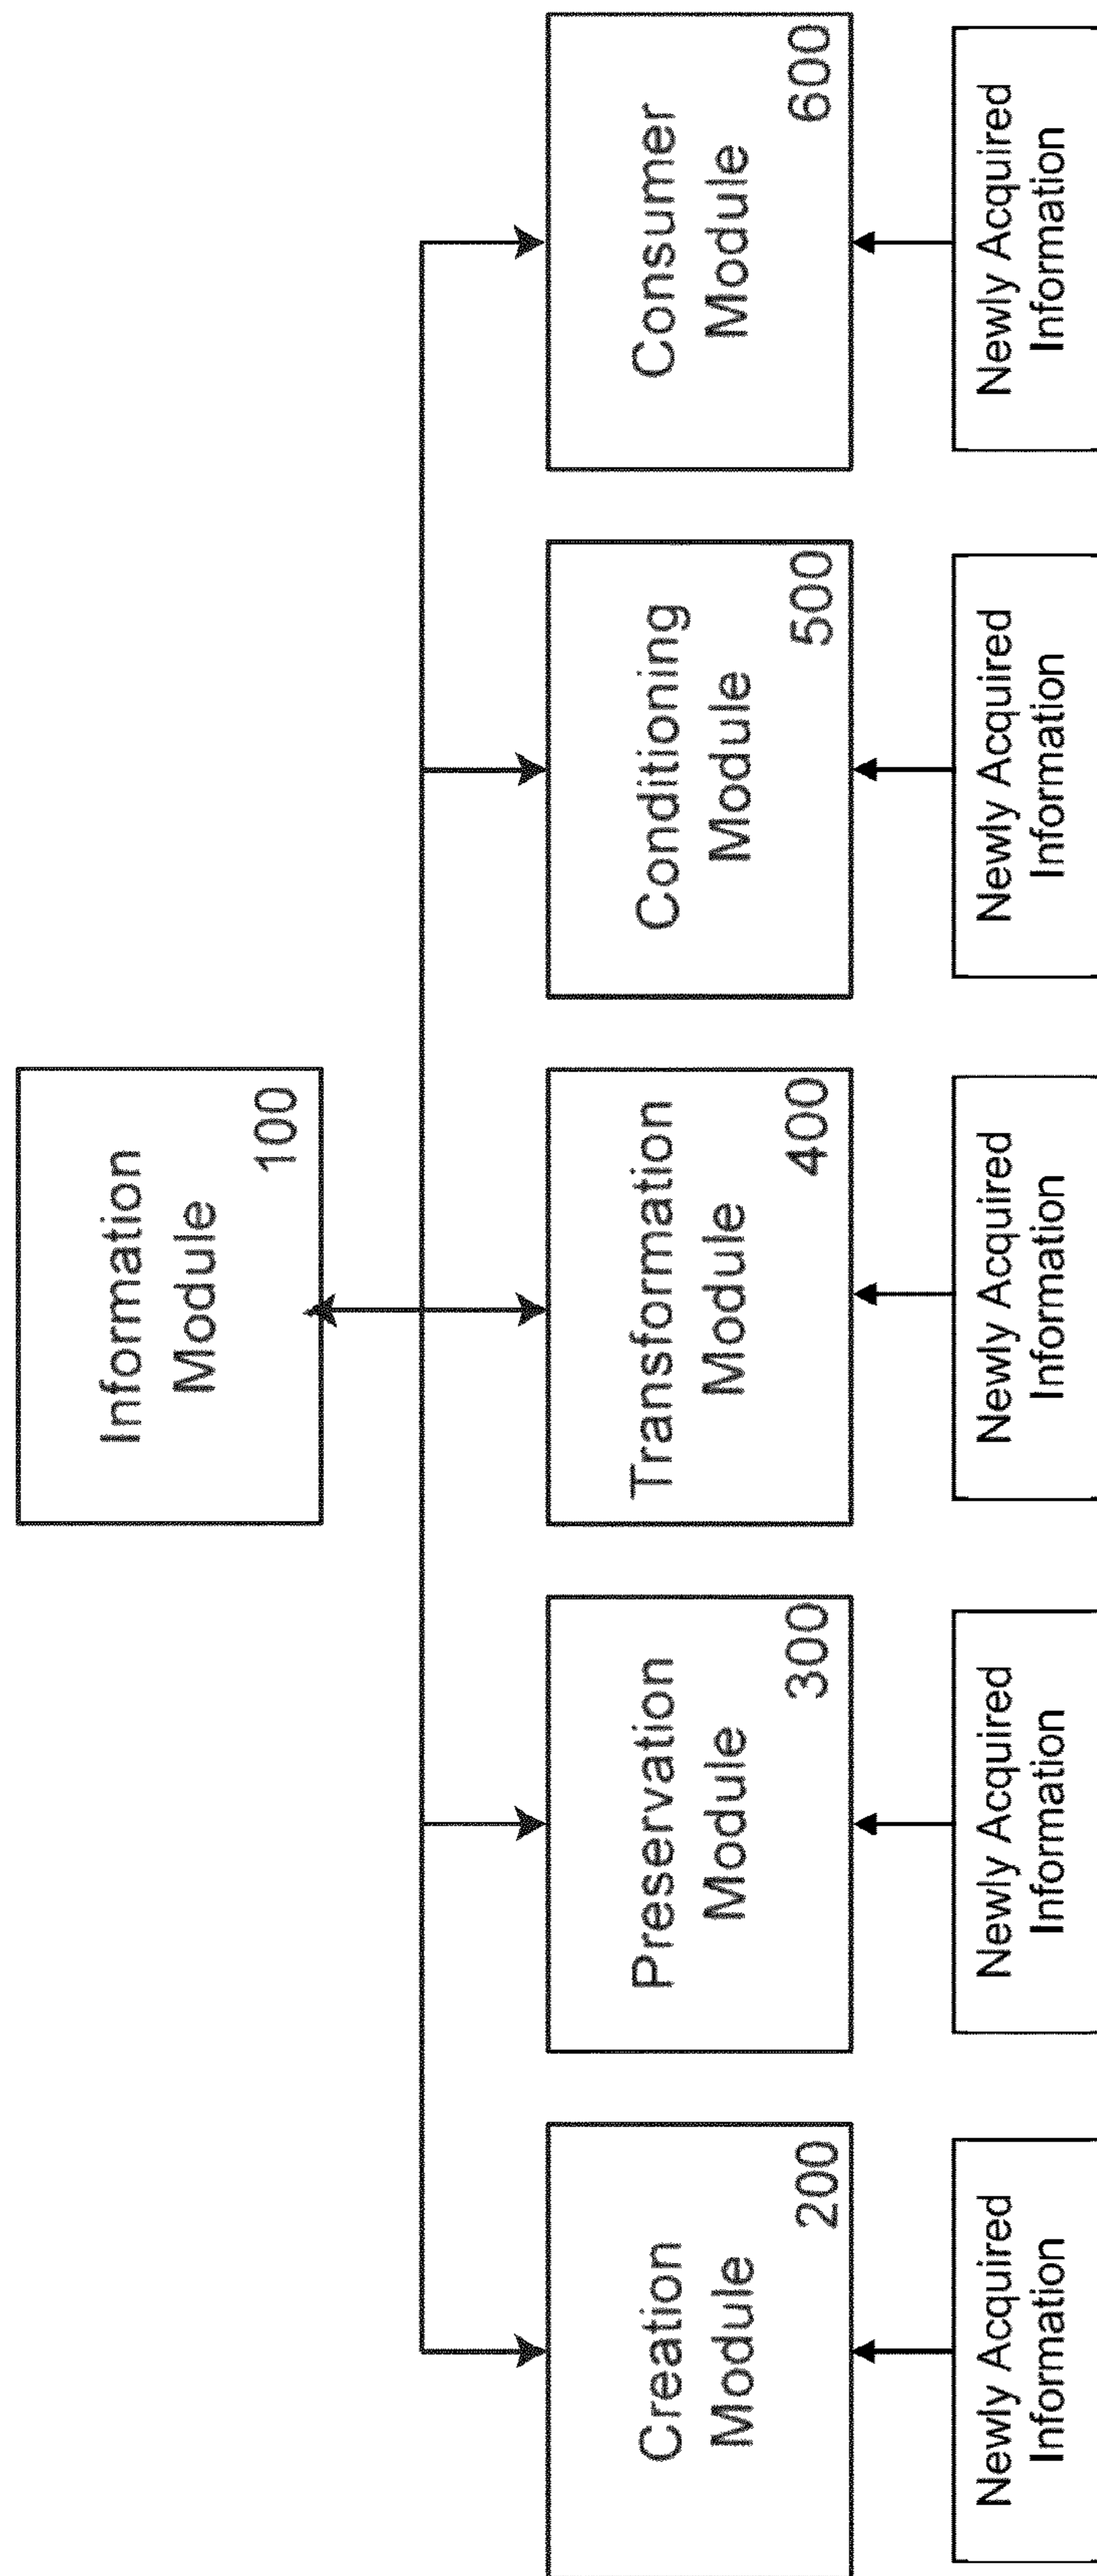 Information
Module
100
Creation
Module
200
Preservation
Module
300
Transformation
Module
400
Conditioning
Module
500
Consumer
Module
600
Newly Acquired
Information
Newly Acquired
Information
Newly Acquired
Information
Newly Acquired
Information
Newly Acquired
Information